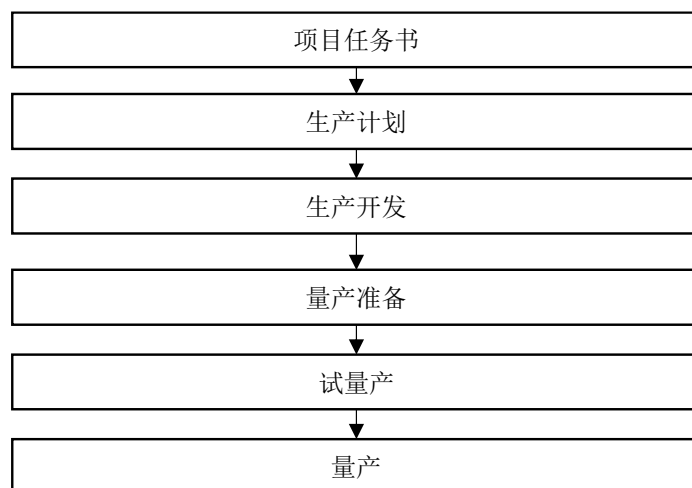 项目任务书
生产计划
生产开发
量产准备
试量产
量产